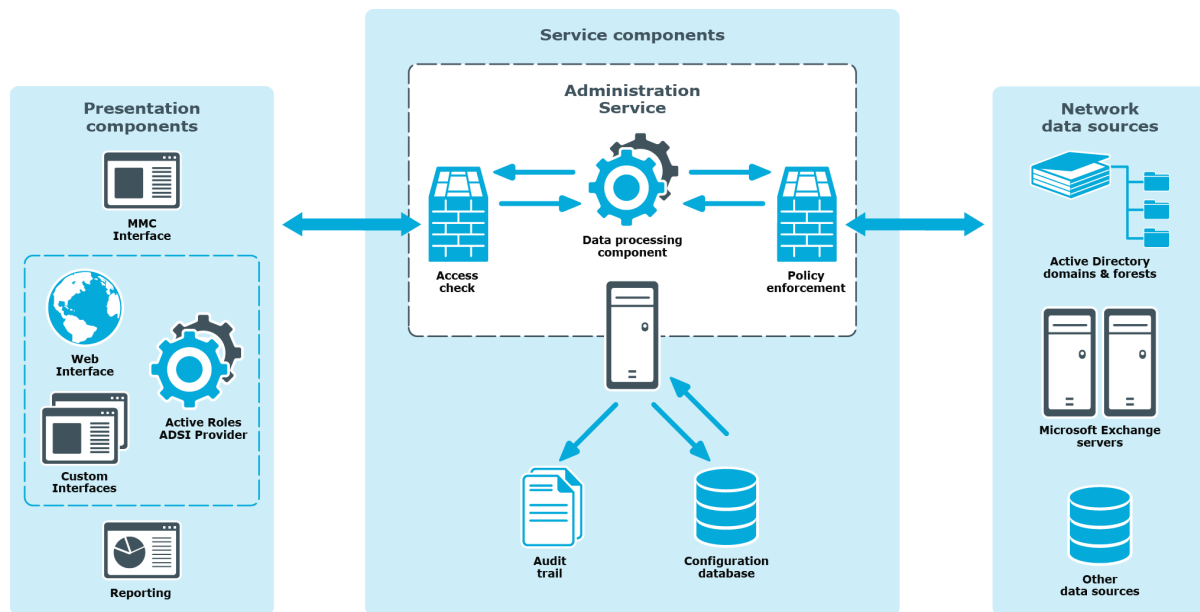 Presentation
components
MMC
Interface
Web
Interface
Active Roles
ADSI Provider
Custom
Interfaces
Reporting
Service components
Administration
Service
Access
check
Data processing
component
Policy
enforcement
Audit
trail
Configuration
database
Network
data sources
Active Directory
domains & forests
Microsoft Exchange
servers
Other
data sources